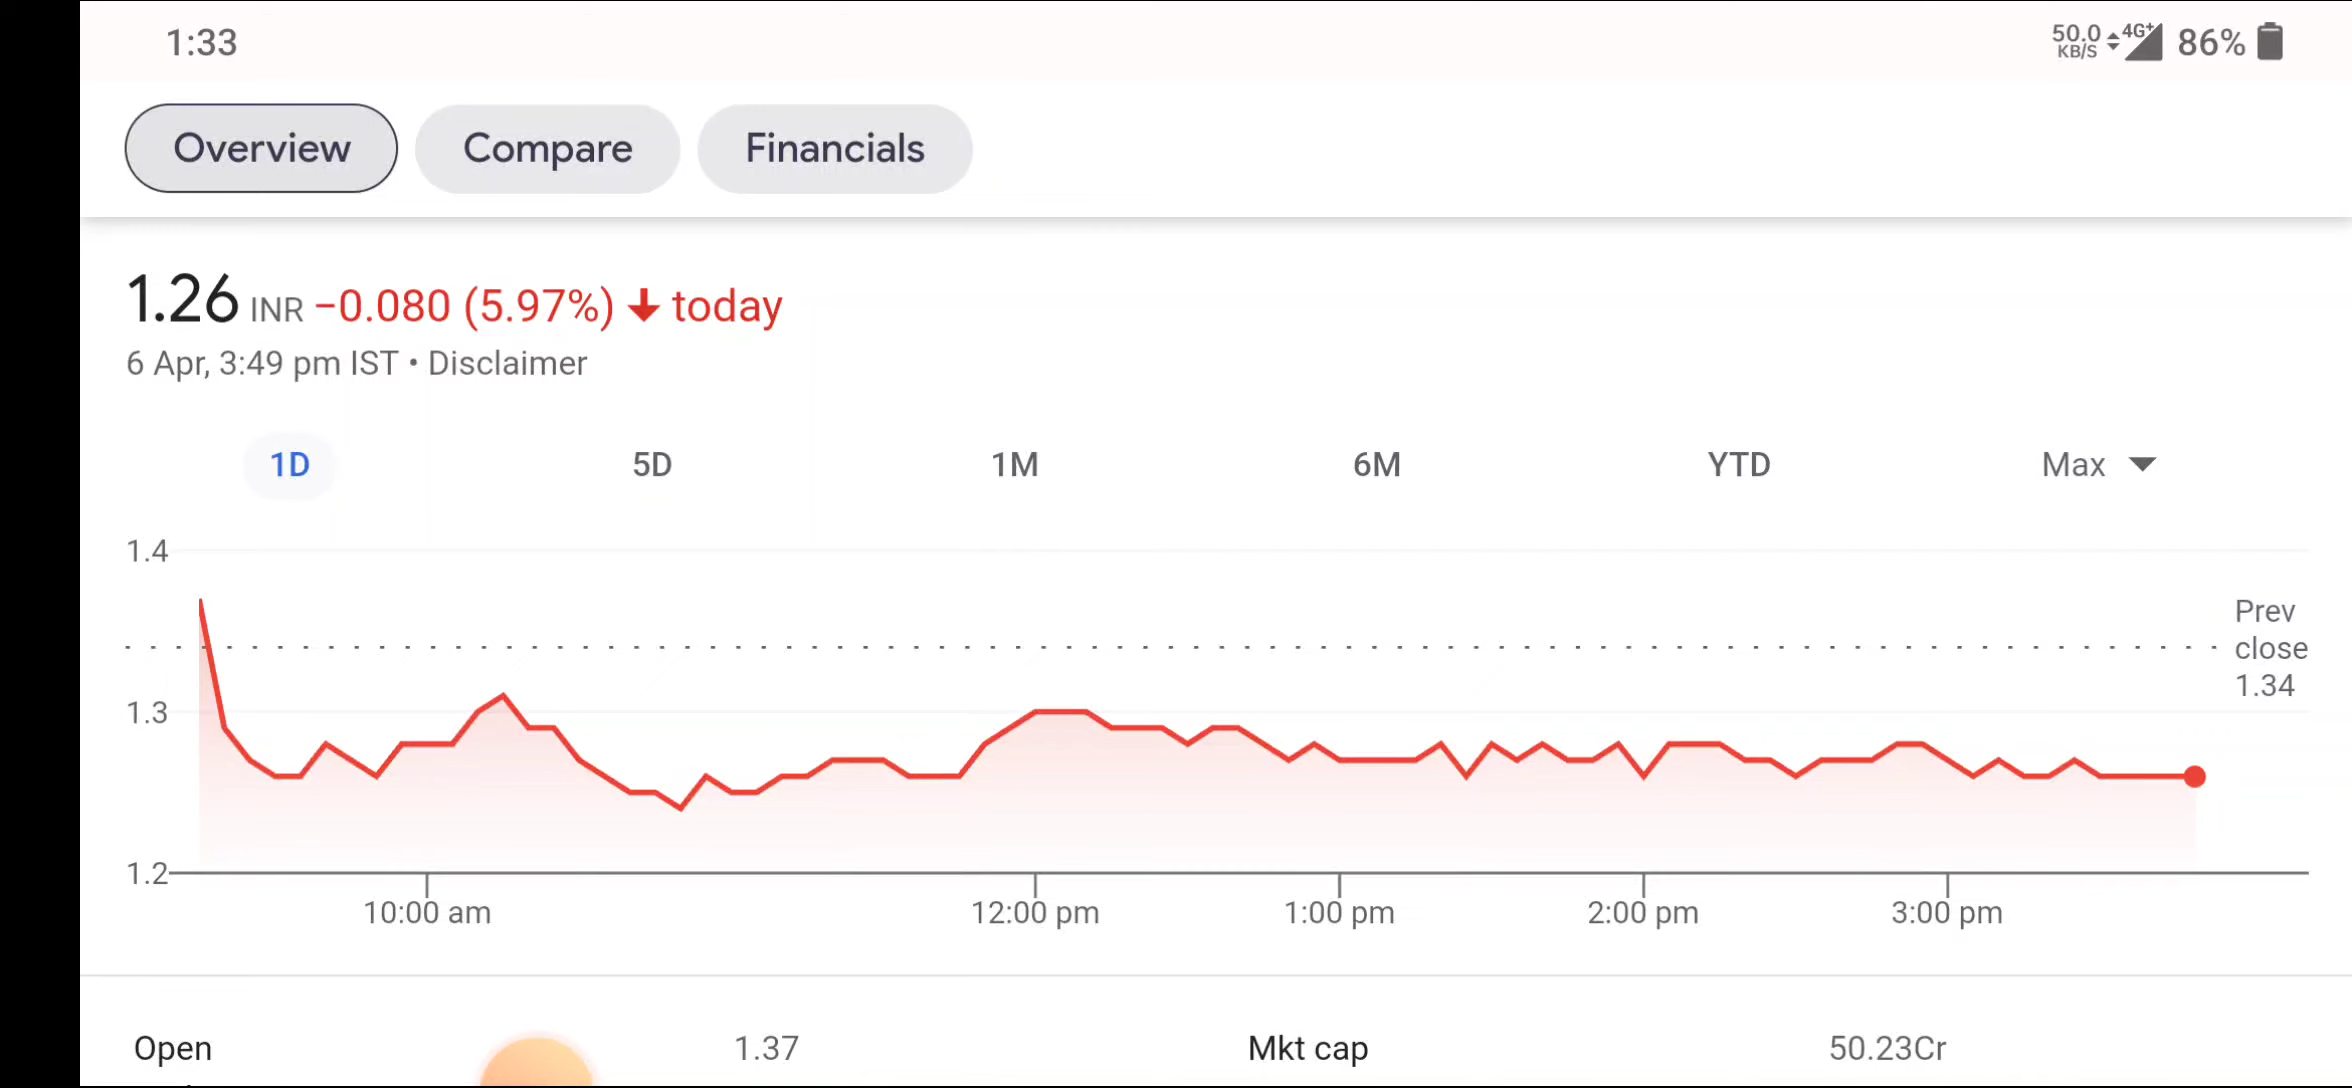 1:33
50.0 KB/S 4G+ 86%
Overview Compare Financials
1.26 INR −0.080 (5.97%) ↓ today
6 Apr, 3:49 pm IST • Disclaimer
1D 5D 1M 6M YTD Max
1.4
Prev
close
1.34
1.3
1.2
10:00 am 12:00 pm 1:00 pm 2:00 pm 3:00 pm
Open 1.37 Mkt cap 50.23Cr